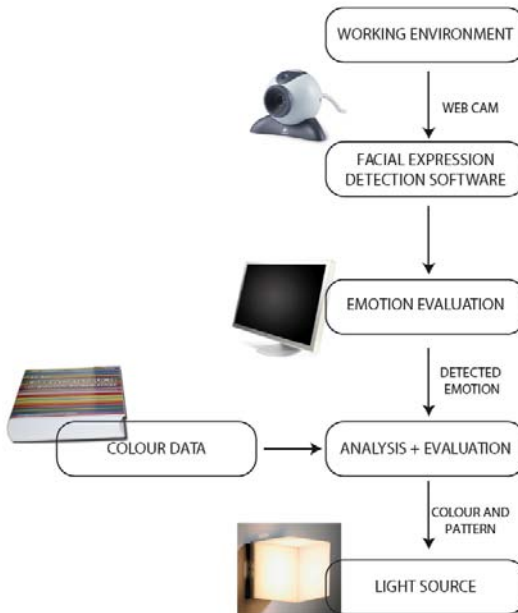 WORKING ENVIRONMENT
WEB CAM
FACIAL EXPRESSION
DETECTION SOFTWARE
EMOTION EVALUATION
DETECTED
EMOTION
COLOUR DATA
ANALYSIS + EVALUATION
COLOUR AND
PATTERN
LIGHT SOURCE